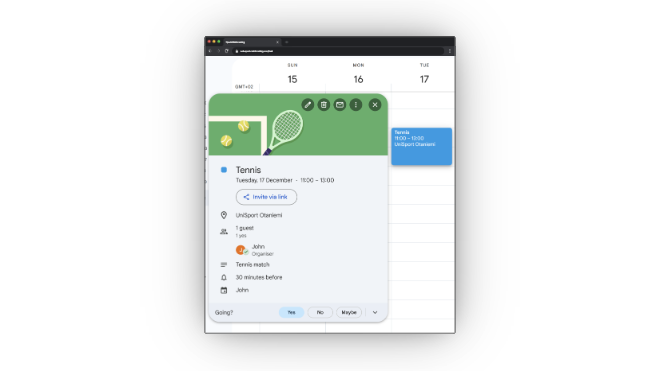 SUN
MON
TUE
15
16
17
GMT+02
Tennis
11:00 – 13:00
UniSport Otaniemi
Tennis
Tuesday, 17 December · 11:00 – 13:00
Invite via link
UniSport Otaniemi
1 guest
1 yes
John
Organiser
Tennis match
30 minutes before
John
Going?
Yes
No
Maybe